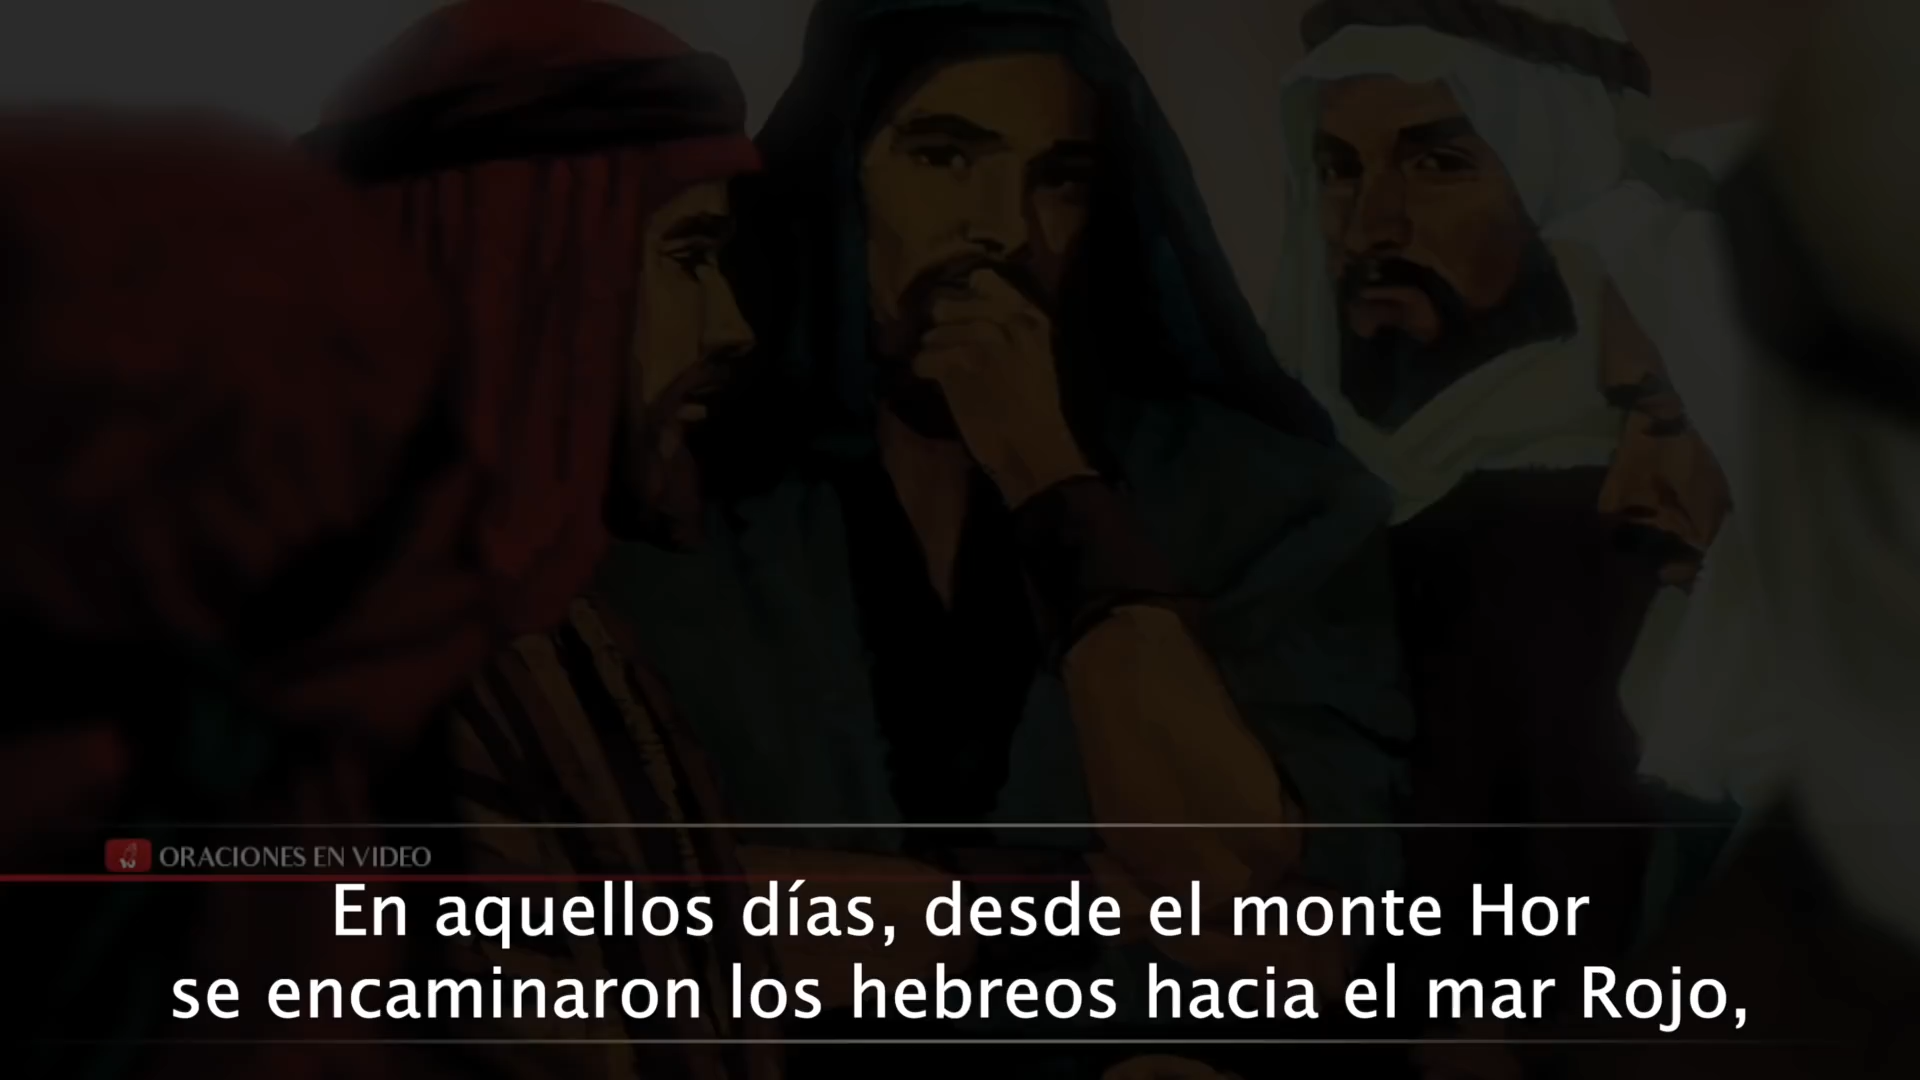 ORACIONES EN VIDEO
En aquellos días, desde el monte Hor
se encaminaron los hebreos hacia el mar Rojo,